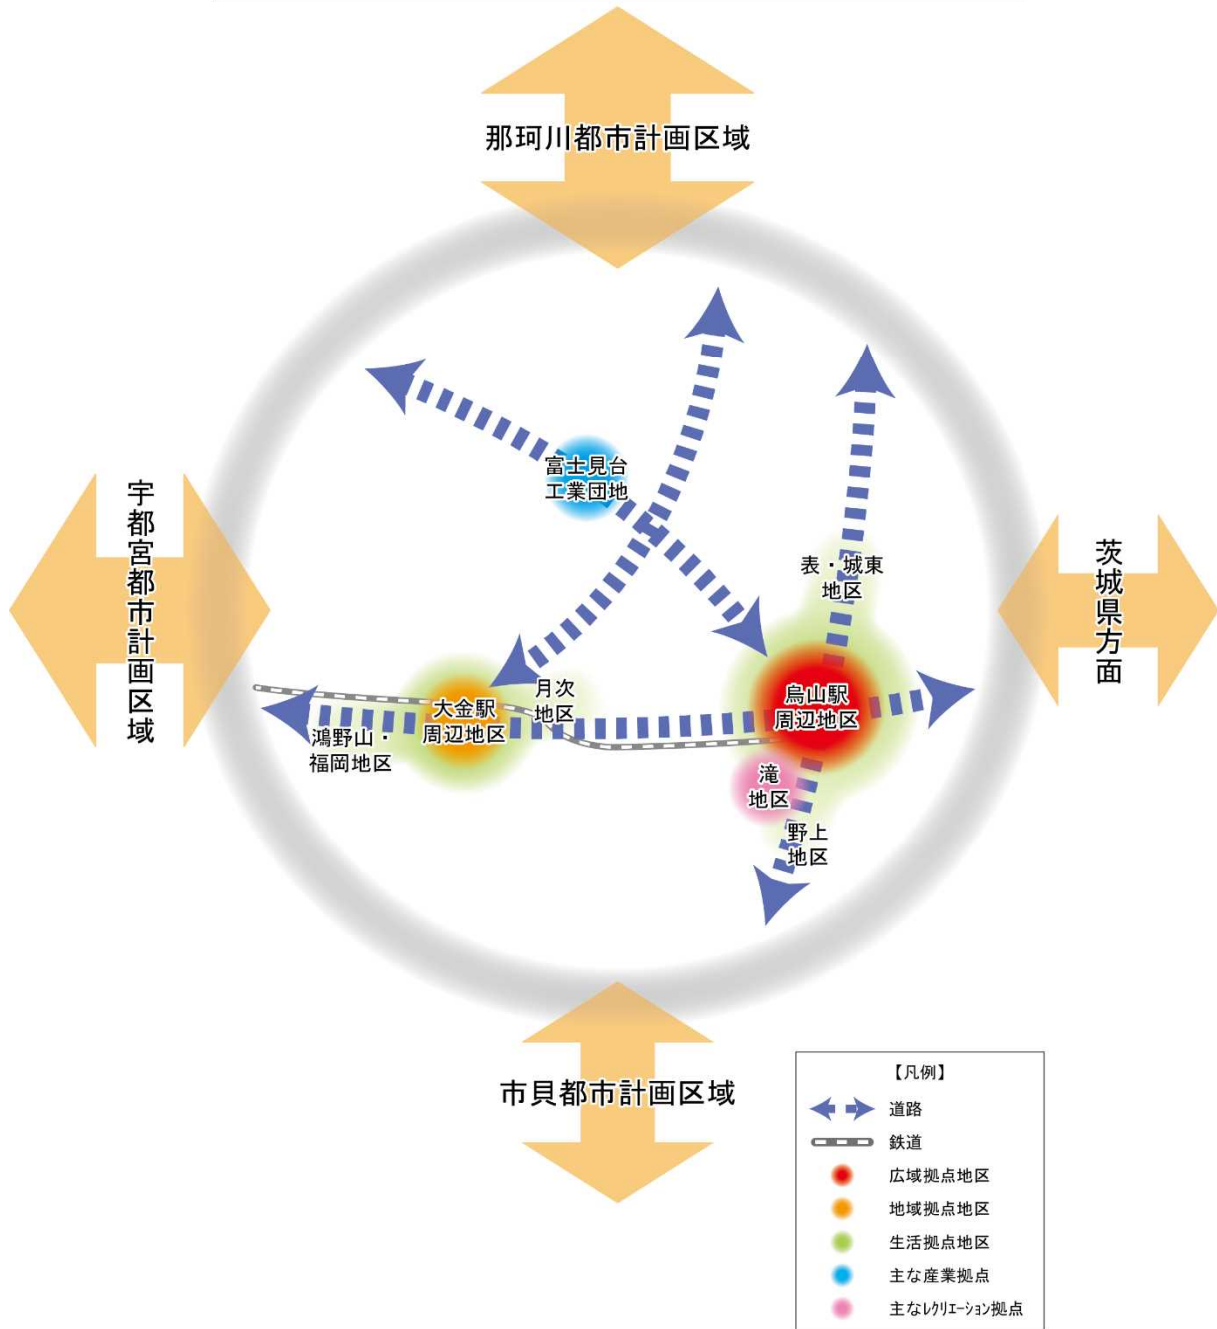 那珂川都市計画区域
富士見台
工業団地
宇都宮都市計画区域
茨城県方面
表・城東
地区
月次
地区
大金駅
周辺地区
烏山駅
周辺地区
鴻野山・
福岡地区
滝
地区
野上
地区
市貝都市計画区域
【凡例】
道路
鉄道
広域拠点地区
地域拠点地区
生活拠点地区
主な産業拠点
主なﾚｸﾘｴｰｼｮﾝ拠点